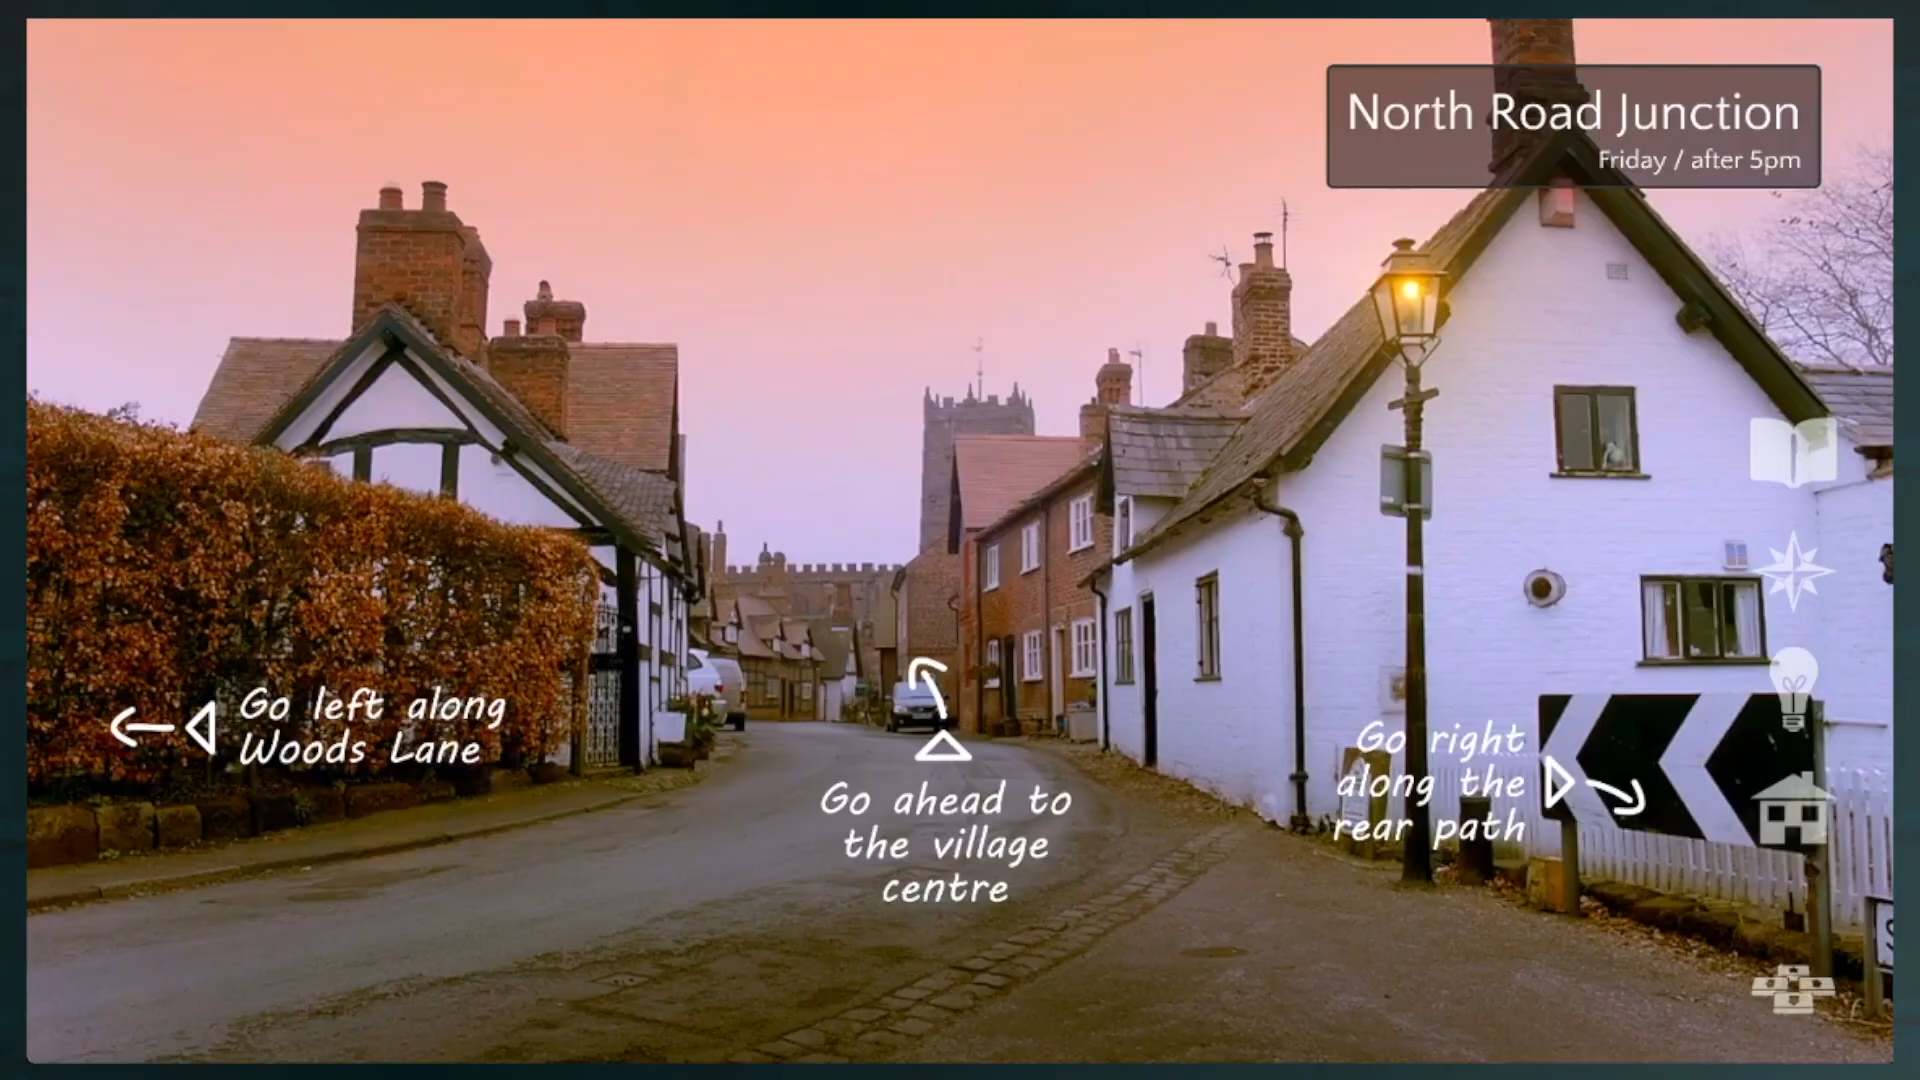 North Road Junction
Friday / after 5pm
Go left along
Woods Lane
Go ahead to
the village
centre
Go right
along the
rear path